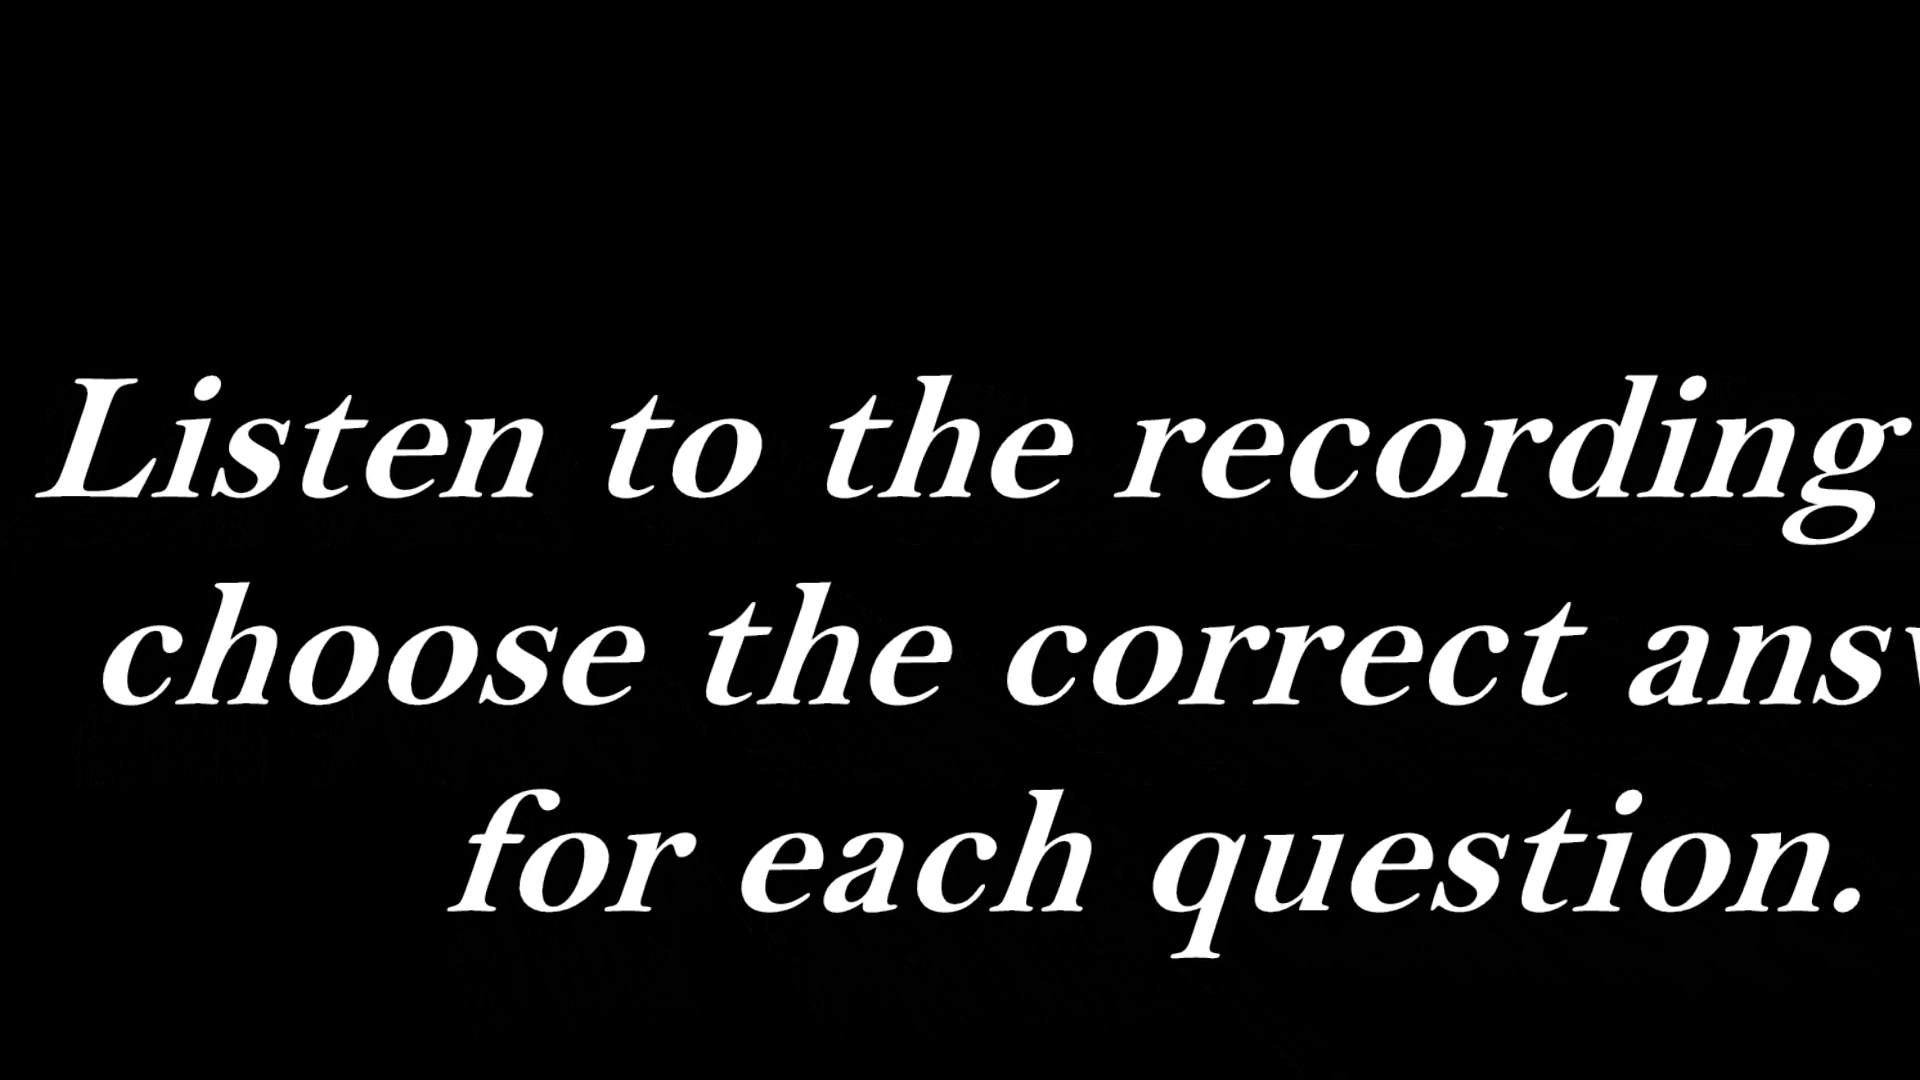 Listen to the recording
choose the correct
for each question.